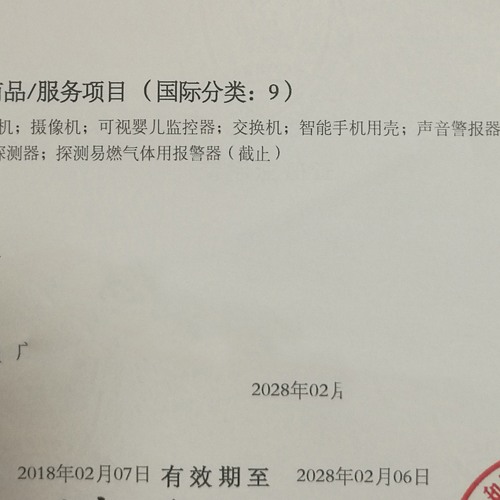 品/服务项目（国际分类：9）
机；摄像机；可视婴儿监控器；交换机；智能手机用壳；声音警报器
探测器；探测易燃气体用报警器（截止）
广
2028年02月
2018年02月07日 有效期至 2028年02月06日